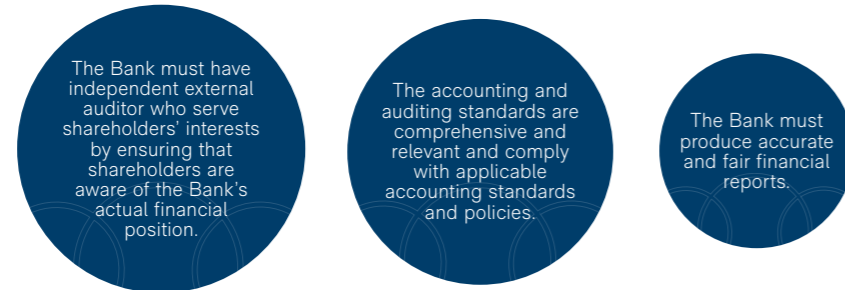 The Bank must have
independent external
auditor who serve
shareholders' interests
by ensuring that
shareholders are
aware of the Bank's
actual financial
position.
The accounting and
auditing standards are
comprehensive and
relevant and comply
with applicable
accounting standards
and policies.
The Bank must
produce accurate
and fair financial
reports.